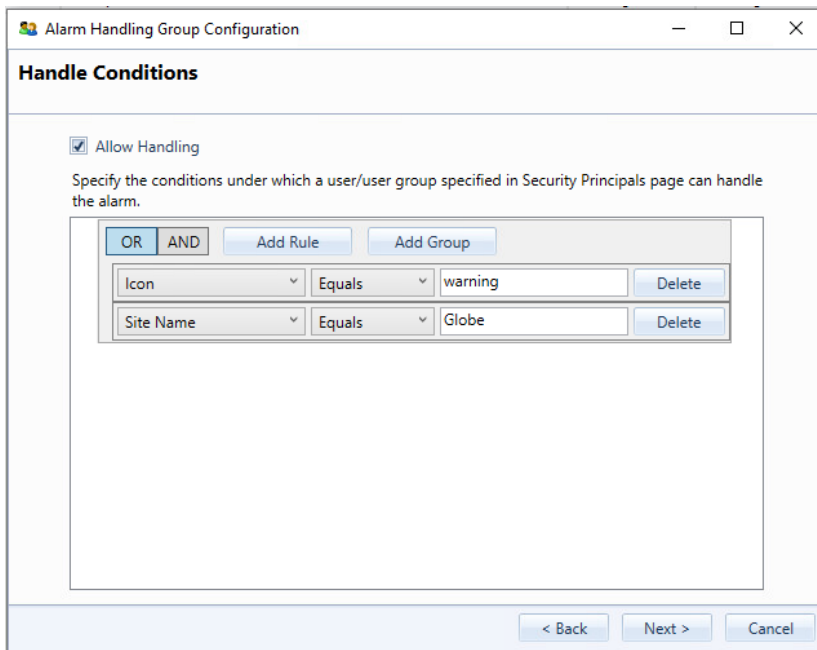 Alarm Handling Group Configuration
Handle Conditions
Allow Handling
Specify the conditions under which a user/user group specified in Security Principals page can handle
the alarm.
OR AND Add Rule Add Group
Icon Equals warning Delete
Site Name Equals Globe Delete
< Back Next > Cancel